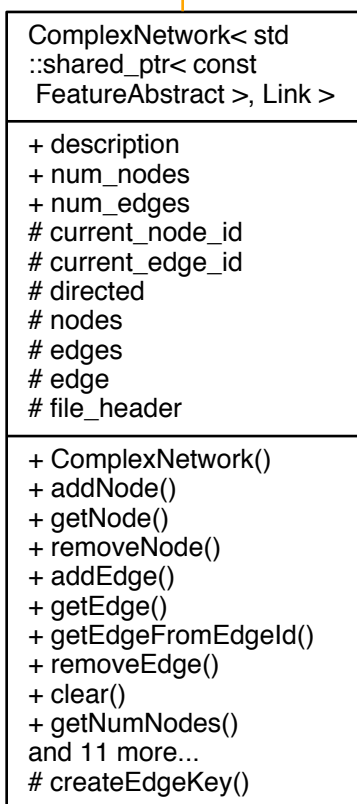 ComplexNetwork< std
::shared_ptr< const
FeatureAbstract >, Link >
+ description
+ num_nodes
+ num_edges
# current_node_id
# current_edge_id
# directed
# nodes
# edges
# edge
# file_header
+ ComplexNetwork()
+ addNode()
+ getNode()
+ removeNode()
+ addEdge()
+ getEdge()
+ getEdgeFromEdgeId()
+ removeEdge()
+ clear()
+ getNumNodes()
and 11 more...
# createEdgeKey()